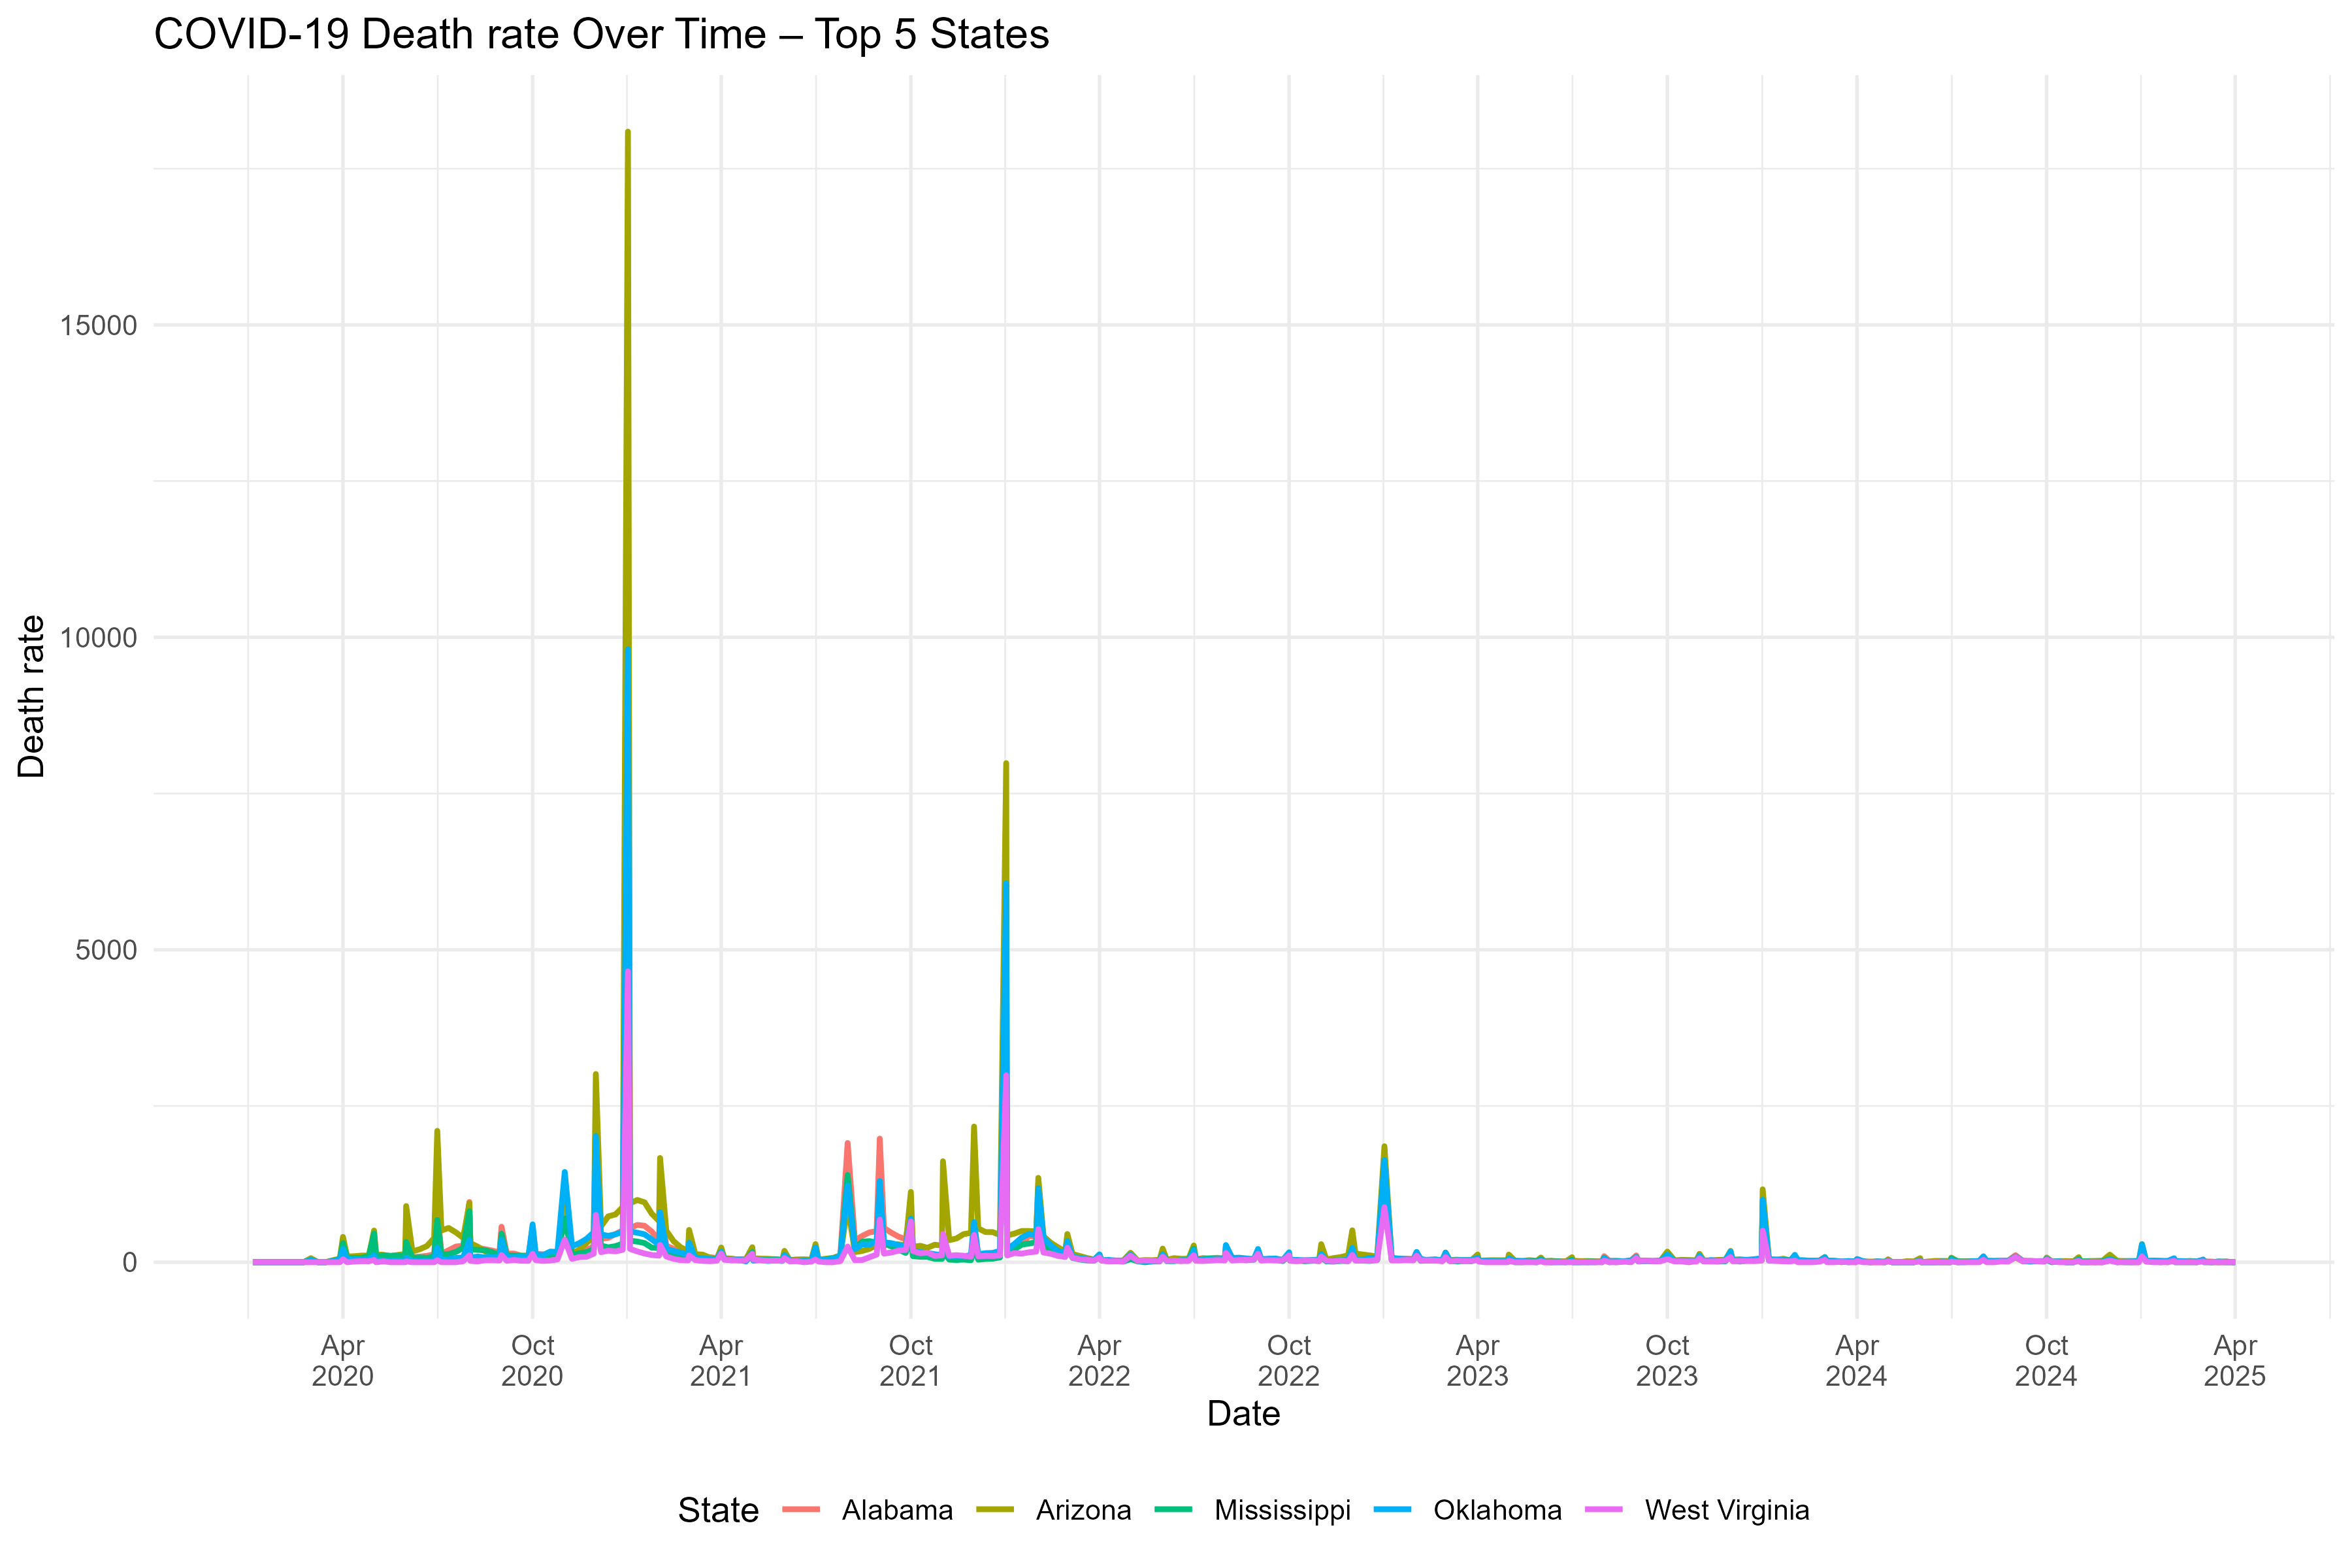 COVID-19 Death rate Over Time – Top 5 States
Death rate
15000
10000
5000
0
Apr
2020
Oct
2020
Apr
2021
Oct
2021
Apr
2022
Oct
2022
Apr
2023
Oct
2023
Apr
2024
Oct
2024
Apr
2025
Date
State Alabama Arizona Mississippi Oklahoma West Virginia